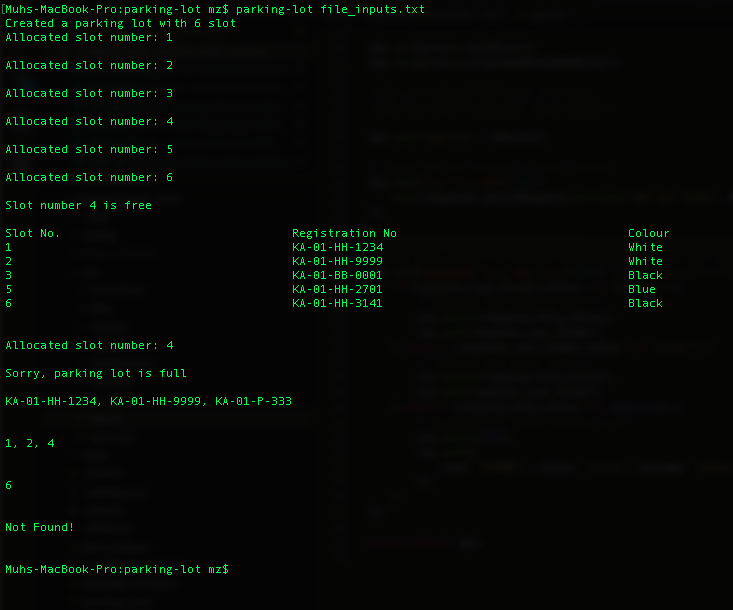 [Muhs-MacBook-Pro:parking-lot mz$ parking-lot file_inputs.txt
Created a parking lot with 6 slot
Allocated slot number: 1
Allocated slot number: 2
Allocated slot number: 3
Allocated slot number: 4
Allocated slot number: 5
Allocated slot number: 6
Slot number 4 is free
Slot No. Registration No Colour
1 KA-01-HH-1234 White
2 KA-01-HH-9999 White
3 KA-01-BB-0001 Black
5 KA-01-HH-2701 Blue
6 KA-01-HH-3141 Black
Allocated slot number: 4
Sorry, parking lot is full
KA-01-HH-1234, KA-01-HH-9999, KA-01-P-333
1, 2, 4
6
Not Found!
Muhs-MacBook-Pro:parking-lot mz$